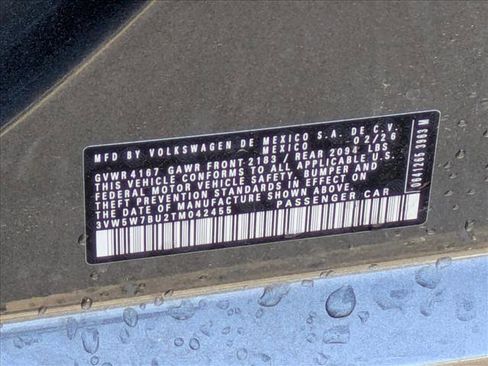 MFD BY VOLKSWAGEN DE MEXICO S.A. DE C.V.
MEXICO 02/26
GVWR 4167 GAWR FRONT 2183 / REAR 2094 LBS
THIS VEHICLE CONFORMS TO ALL APPLICABLE U.S.
FEDERAL MOTOR VEHICLE SAFETY, BUMPER AND
THEFT PREVENTION STANDARDS IN EFFECT ON
THE DATE OF MANUFACTURE SHOWN ABOVE.
3VW5W7BU2TM042455 PASSENGER CAR
0641265 3963 M